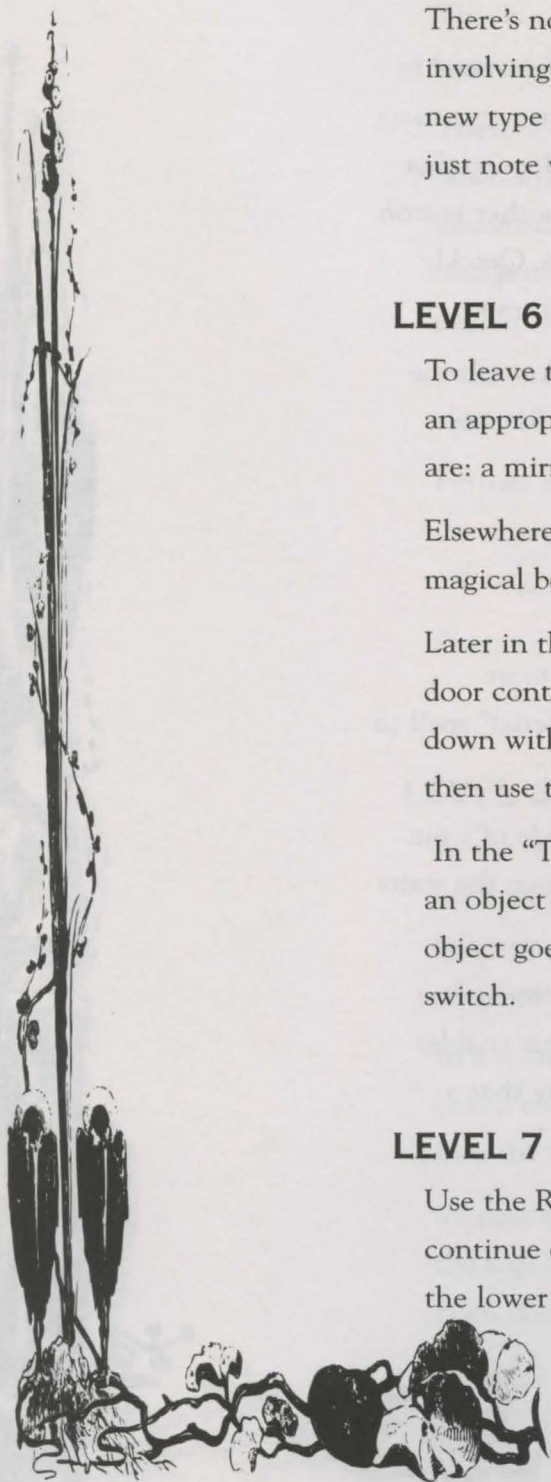 There's no
involving
new type
just note
LEVEL 6
To leave t
an approp
are: a mirr
Elsewhere
magical be
Later in th
door cont
down with
then use t
In the “T
an object
object goe
switch.
LEVEL 7
Use the R
continue
the lower